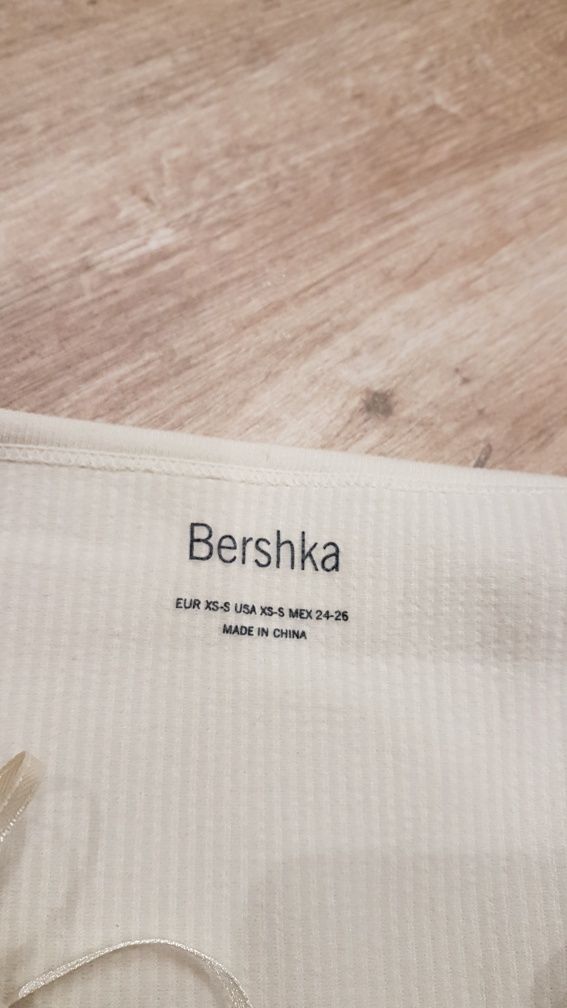 Bershka
EUR XS-S USA XS-S MEX 24-26
MADE IN CHINA